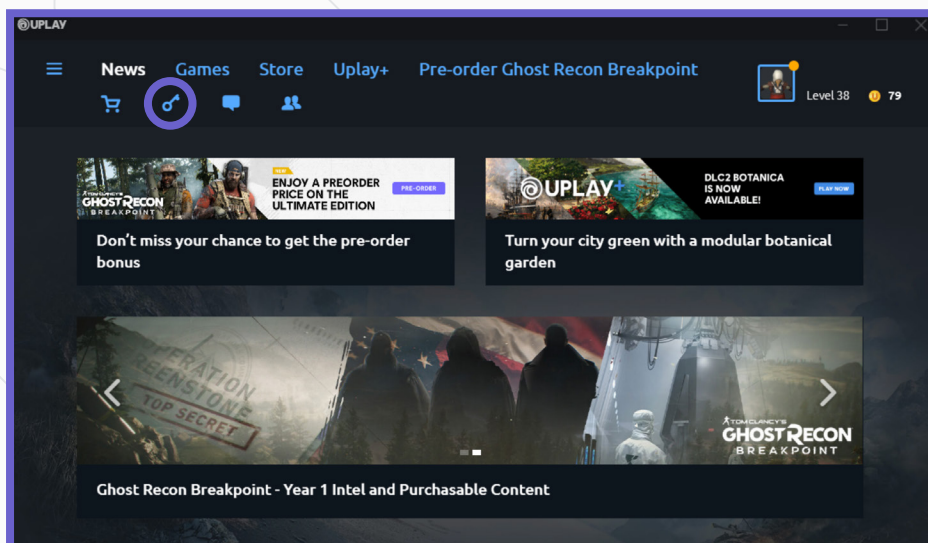 UPLAY
News Games Store Uplay+ Pre-order Ghost Recon Breakpoint
Level 38 79
TOM CLANCY'S
GHOST RECON
BREAKPOINT
ENJOY A PREORDER
PRICE ON THE
ULTIMATE EDITION
PRE-ORDER
Don't miss your chance to get the pre-order
bonus
UPLAY+
DLC2 BOTANICA
IS NOW
AVAILABLE!
PLAY NOW
Turn your city green with a modular botanical
garden
OPERATION
GREENSTONE
TOP SECRET
TOM CLANCY'S
GHOST RECON
BREAKPOINT
Ghost Recon Breakpoint - Year 1 Intel and Purchasable Content